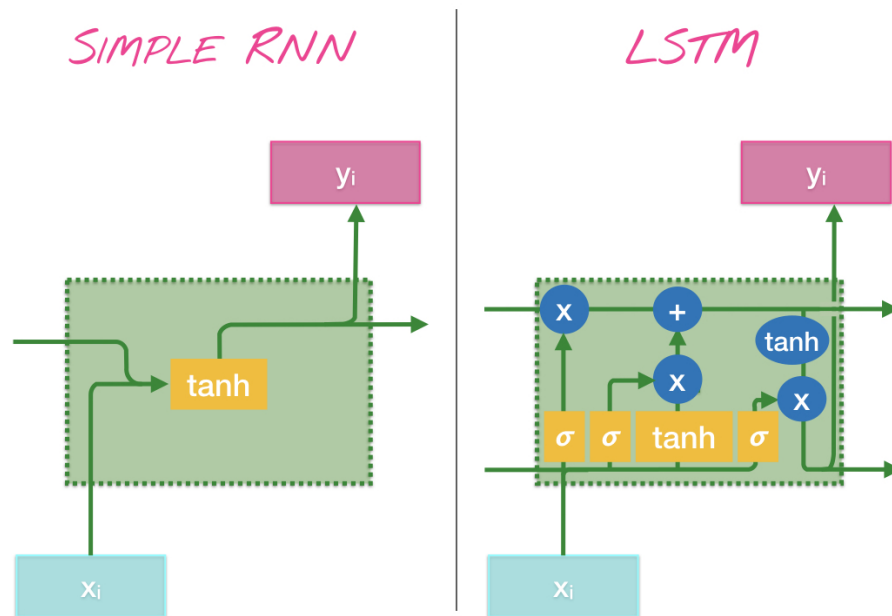 SIMPLE RNN
yᵢ
tanh
xᵢ
LSTM
yᵢ
x
+
tanh
x
x
σ σ tanh σ
xᵢ